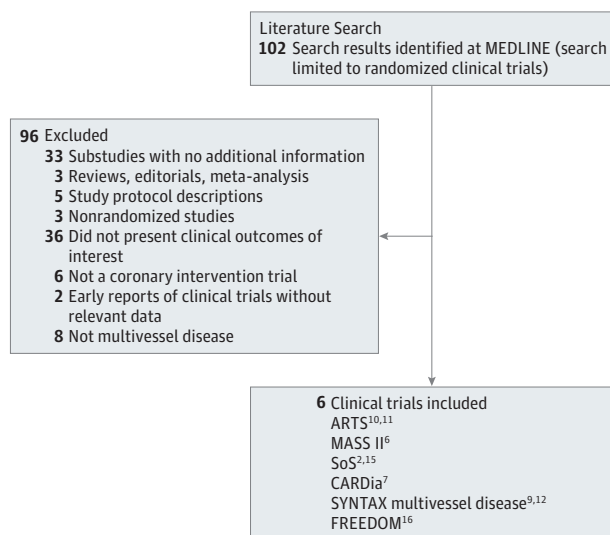 Literature Search
102 Search results identified at MEDLINE (search
limited to randomized clinical trials)
96 Excluded
33 Substudies with no additional information
3 Reviews, editorials, meta-analysis
5 Study protocol descriptions
3 Nonrandomized studies
36 Did not present clinical outcomes of
interest
6 Not a coronary intervention trial
2 Early reports of clinical trials without
relevant data
8 Not multivessel disease
6 Clinical trials included
ARTS10,11
MASS II6
SoS2,15
CARDia7
SYNTAX multivessel disease9,12
FREEDOM16